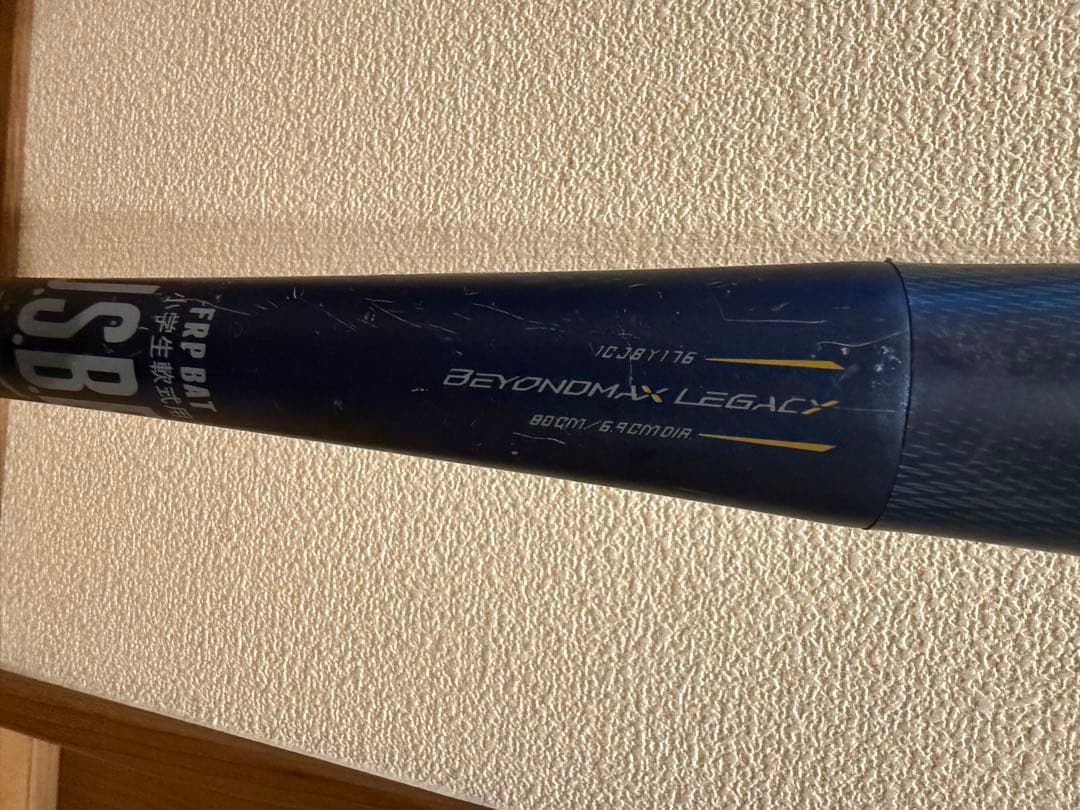 J.S.B.B
FRP BAT
小学生軟式用
1CJBY176
BEYONDMAX LEGACY
80CM/6.9CMDIA.